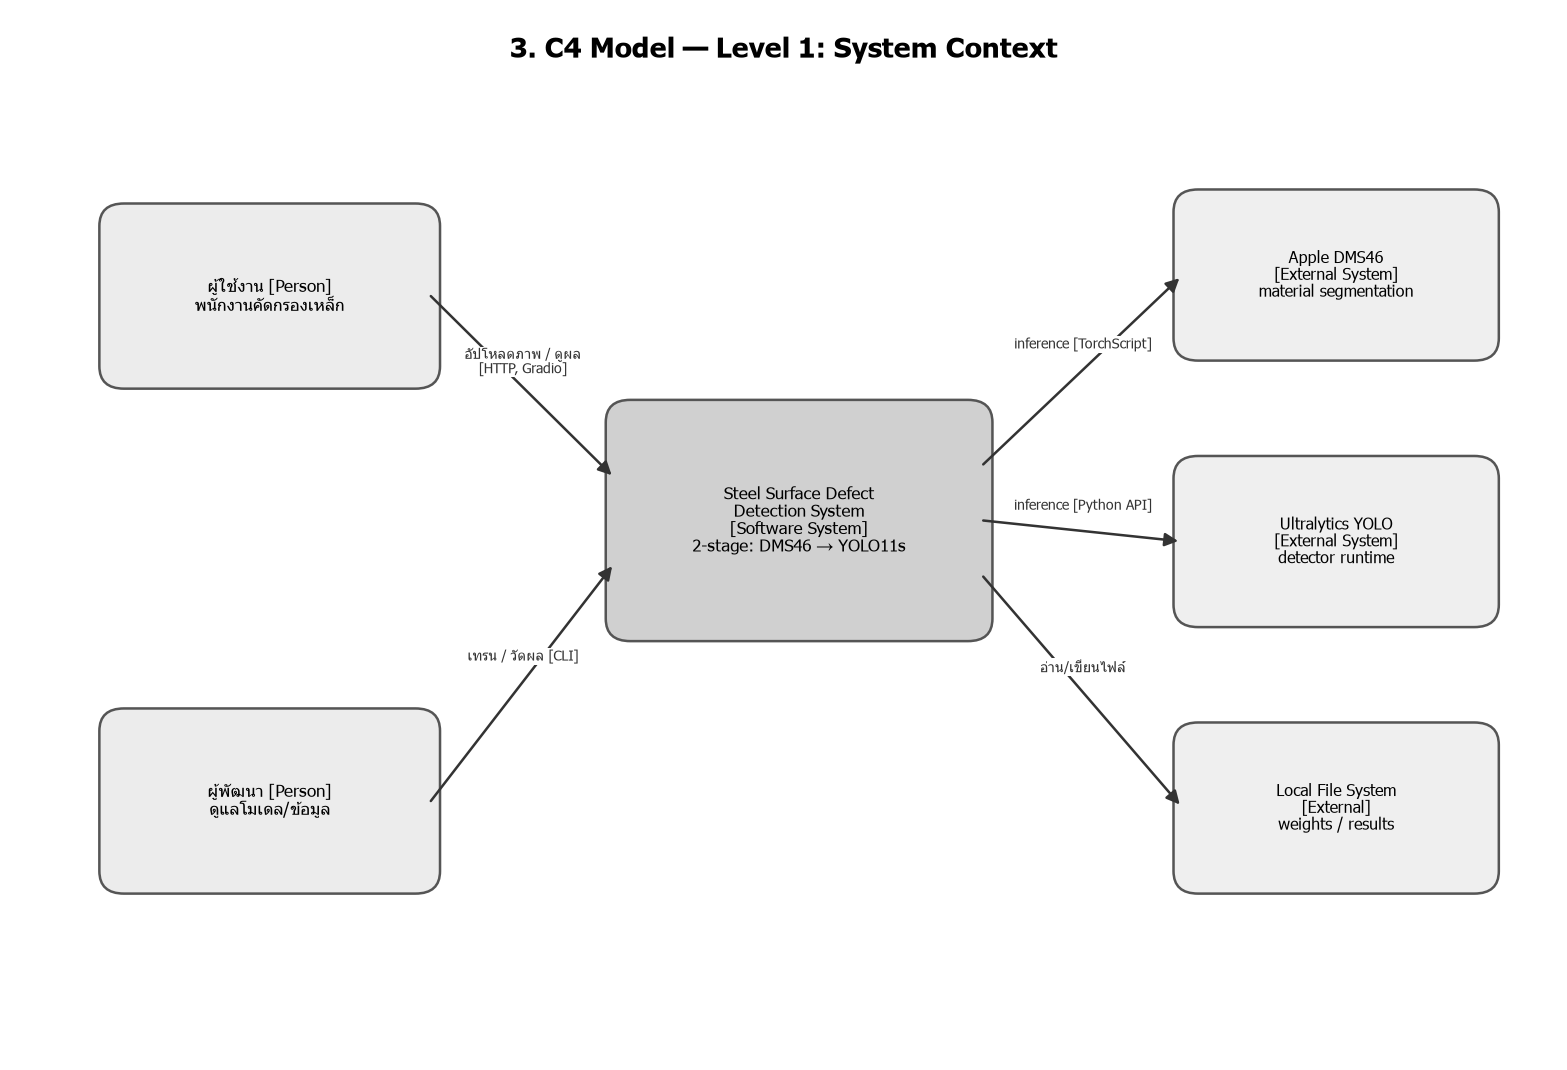 3. C4 Model — Level 1: System Context
ผู้ใช้งาน [Person]
พนักงานคัดกรองเหล็ก
อัปโหลดภาพ / ดูผล
[HTTP, Gradio]
Steel Surface Defect
Detection System
[Software System]
2-stage: DMS46 → YOLO11s
เทรน / วัดผล [CLI]
ผู้พัฒนา [Person]
ดูแลโมเดล/ข้อมูล
inference [TorchScript]
Apple DMS46
[External System]
material segmentation
inference [Python API]
Ultralytics YOLO
[External System]
detector runtime
อ่าน/เขียนไฟล์
Local File System
[External]
weights / results